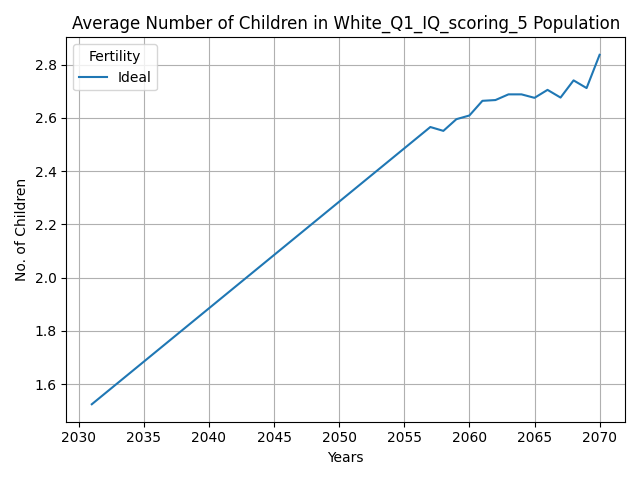 Average Number of Children in White_Q1_IQ_scoring_5 Population
Fertility
Ideal
No. of Children
2.8
2.6
2.4
2.2
2.0
1.8
1.6
2030 2035 2040 2045 2050 2055 2060 2065 2070
Years